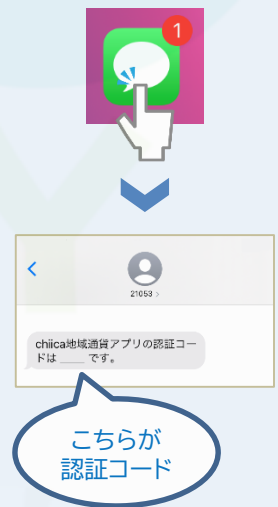 1
21053 >
chiica地域通貨アプリの認証コー
ドは ____ です。
こちらが
認証コード